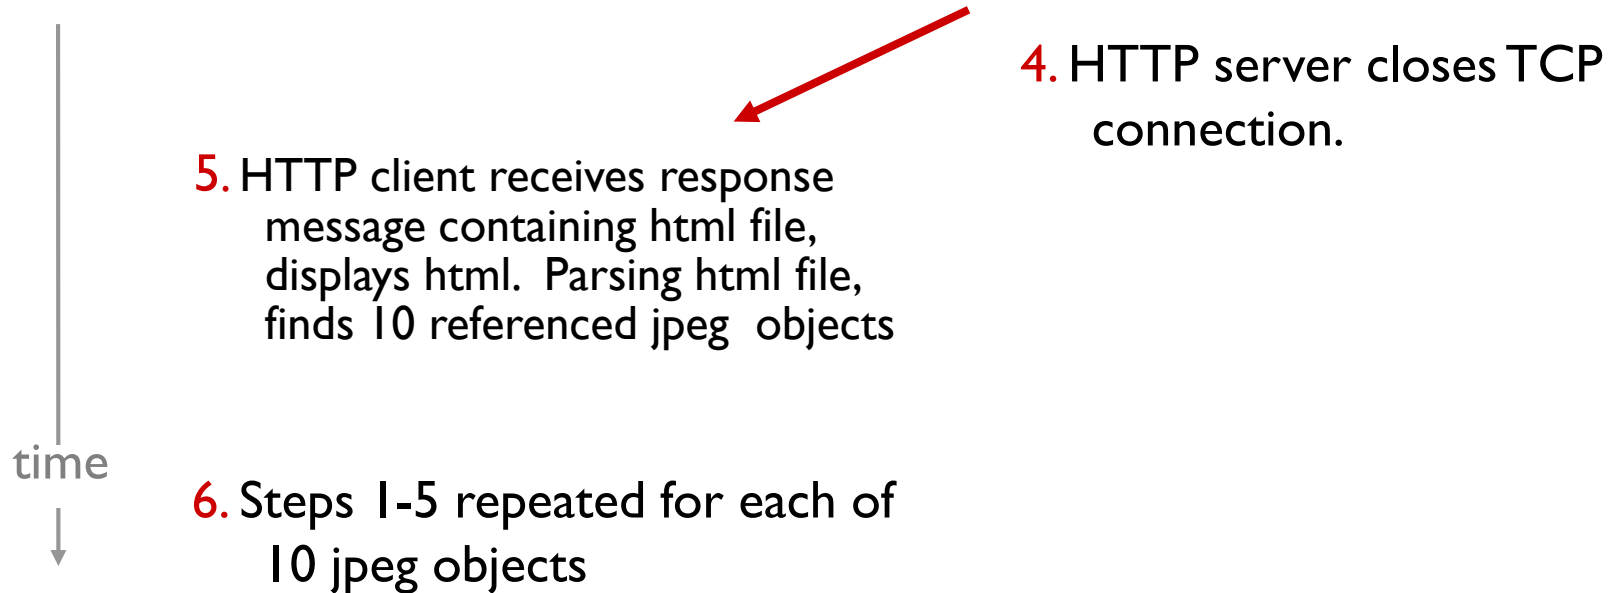 4. HTTP server closes TCP
connection.
5. HTTP client receives response
message containing html file,
displays html.  Parsing html file,
finds 10 referenced jpeg  objects
time
6. Steps 1-5 repeated for each of
10 jpeg objects